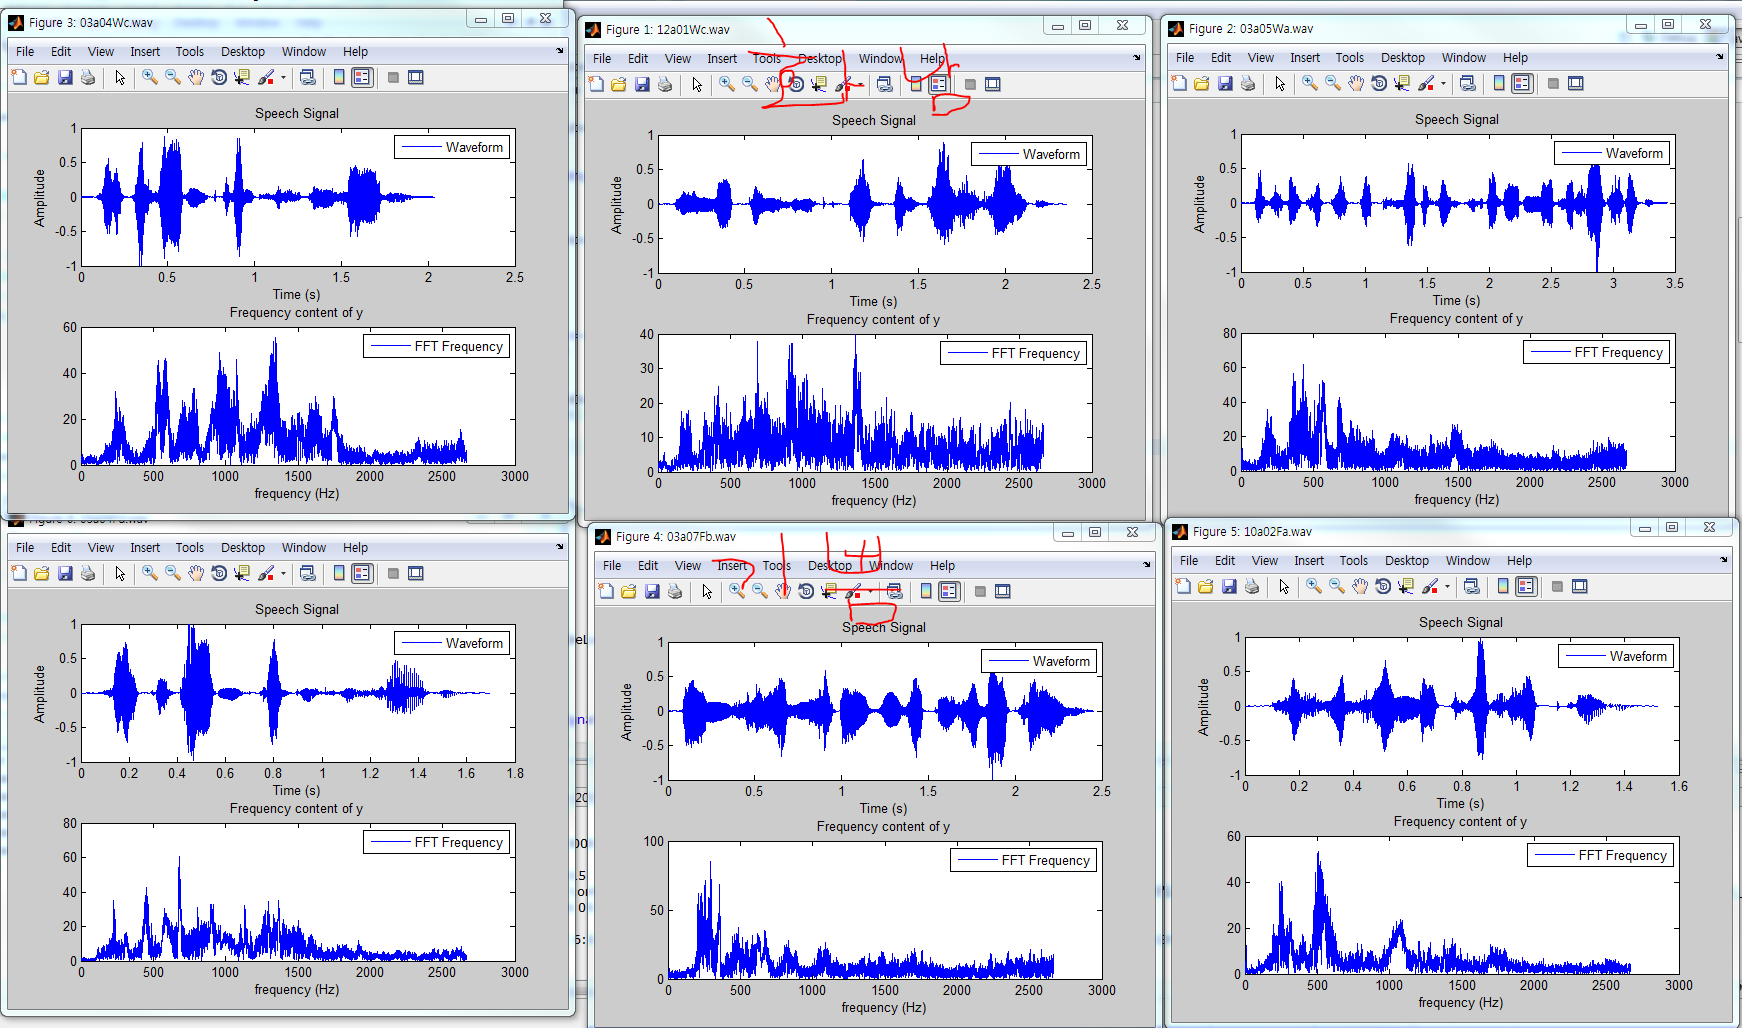 Figure 3: 03a04Wc.wav
File Edit View Insert Tools Desktop Window Help
Speech Signal
Waveform
Amplitude
1
0.5
0
-0.5
-1
0 0.5 1 1.5 2 2.5
Time (s)
Frequency content of y
FFT Frequency
60
40
20
0
0 500 1000 1500 2000 2500 3000
frequency (Hz)
Figure 1: 12a01Wc.wav
File Edit View Insert Tools Desktop Window Help
화남
Speech Signal
Waveform
Amplitude
1
0.5
0
-0.5
-1
0 0.5 1 1.5 2 2.5
Time (s)
Frequency content of y
FFT Frequency
40
30
20
10
0
0 500 1000 1500 2000 2500 3000
frequency (Hz)
Figure 2: 03a05Wa.wav
File Edit View Insert Tools Desktop Window Help
Speech Signal
Waveform
Amplitude
1
0.5
0
-0.5
-1
0 0.5 1 1.5 2 2.5 3 3.5
Time (s)
Frequency content of y
FFT Frequency
80
60
40
20
0
0 500 1000 1500 2000 2500 3000
frequency (Hz)
File Edit View Insert Tools Desktop Window Help
Speech Signal
Waveform
Amplitude
1
0.5
0
-0.5
-1
0 0.2 0.4 0.6 0.8 1 1.2 1.4 1.6 1.8
Time (s)
Frequency content of y
FFT Frequency
80
60
40
20
0
0 500 1000 1500 2000 2500 3000
frequency (Hz)
Figure 4: 03a07Fb.wav
File Edit View Insert Tools Desktop Window Help
기쁨
Speech Signal
Waveform
Amplitude
1
0.5
0
-0.5
-1
0 0.5 1 1.5 2 2.5
Time (s)
Frequency content of y
FFT Frequency
100
50
0
0 500 1000 1500 2000 2500 3000
frequency (Hz)
Figure 5: 10a02Fa.wav
File Edit View Insert Tools Desktop Window Help
Speech Signal
Waveform
Amplitude
1
0.5
0
-0.5
-1
0 0.2 0.4 0.6 0.8 1 1.2 1.4 1.6
Time (s)
Frequency content of y
FFT Frequency
60
40
20
0
0 500 1000 1500 2000 2500 3000
frequency (Hz)